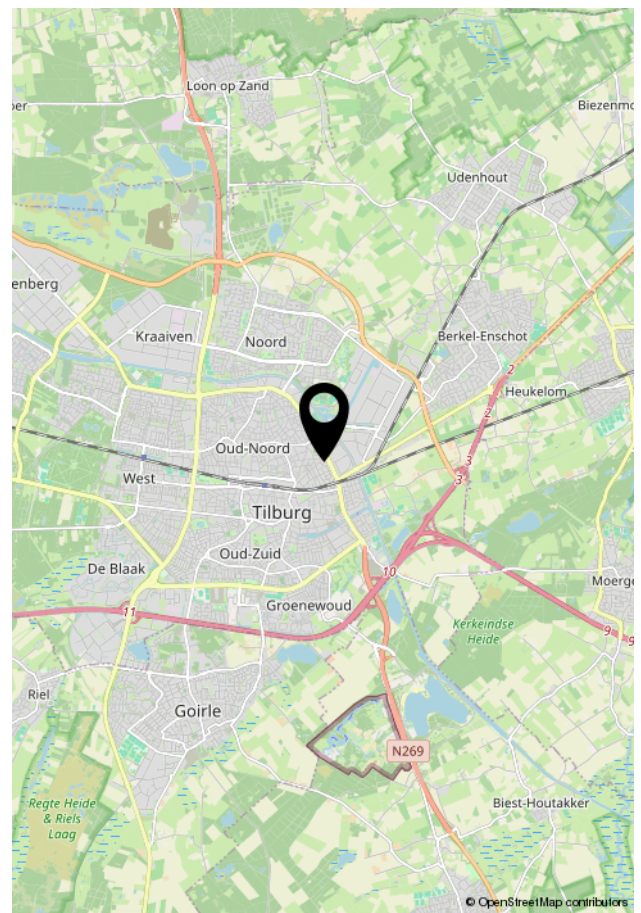 Loon op Zand
Biezenmo
Udenhout
enberg
Kraaiven
Noord
Berkel-Enschot
2
Heukelom
2
Oud-Noord
3
West
3
Tilburg
Oud-Zuid
De Blaak
10
Moerge
Groenewoud
11
Kerkeindse
Heide
9
9
Riel
Goirle
N269
Regte Heide
& Riels
Laag
Biest-Houtakker
© OpenStreetMap contributors